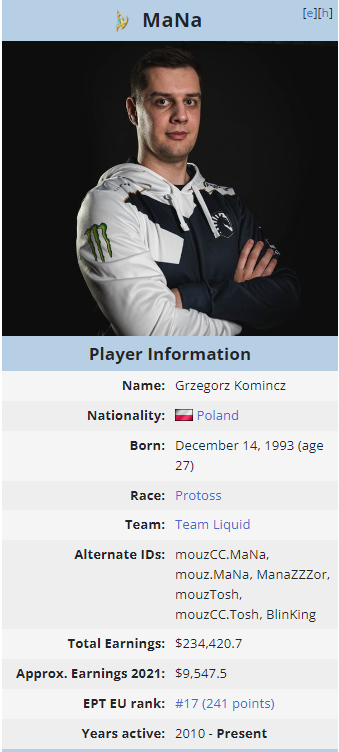 MaNa
[e][h]
Player Information
Name: Grzegorz Komincz
Nationality: Poland
Born: December 14, 1993 (age
27)
Race: Protoss
Team: Team Liquid
Alternate IDs: mouzCC.MaNa,
mouz.MaNa, ManaZZZor,
mouzTosh,
mouzCC.Tosh, BlinKing
Total Earnings: $234,420.7
Approx. Earnings 2021: $9,547.5
EPT EU rank: #17 (241 points)
Years active: 2010 - Present